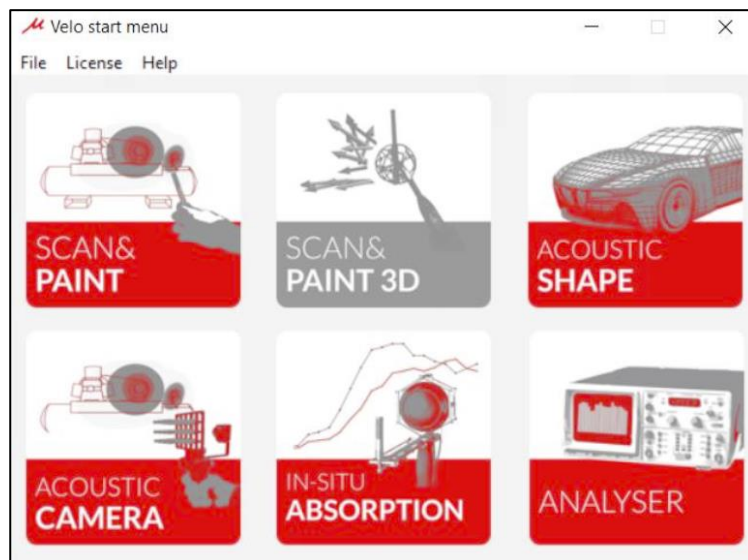 Velo start menu
File License Help
SCAN&
PAINT
SCAN&
PAINT 3D
ACOUSTIC
SHAPE
ACOUSTIC
CAMERA
IN-SITU
ABSORPTION
ANALYSER